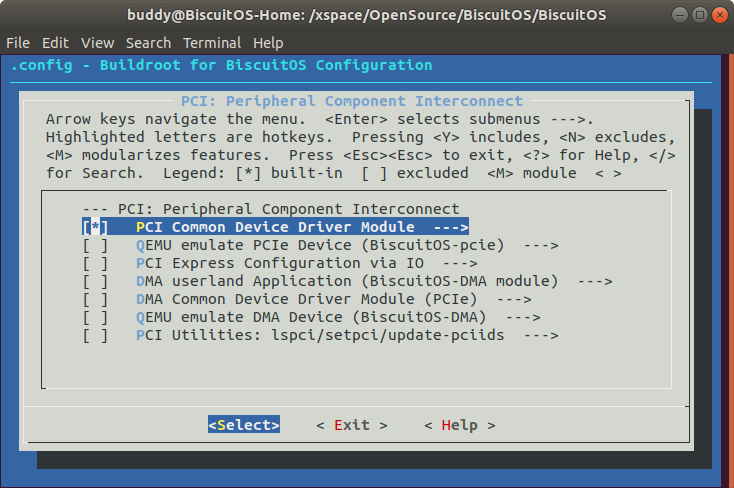 buddy@BiscuitOS-Home: /xspace/OpenSource/BiscuitOS/BiscuitOS
File Edit View Search Terminal Help
.config - Buildroot for BiscuitOS Configuration
PCI: Peripheral Component Interconnect
Arrow keys navigate the menu. <Enter> selects submenus --->.
Highlighted letters are hotkeys. Pressing <Y> includes, <N> excludes,
<M> modularizes features. Press <Esc><Esc> to exit, <?> for Help, </>
for Search. Legend: [*] built-in [ ] excluded <M> module < >
--- PCI: Peripheral Component Interconnect
[*] PCI Common Device Driver Module --->
[ ] QEMU emulate PCIe Device (BiscuitOS-pcie) --->
[ ] PCI Express Configuration via IO --->
[ ] DMA userland Application (BiscuitOS-DMA module) --->
[ ] DMA Common Device Driver Module (PCIe) --->
[ ] QEMU emulate DMA Device (BiscuitOS-DMA) --->
[ ] PCI Utilities: lspci/setpci/update-pciids --->
<Select> < Exit > < Help >